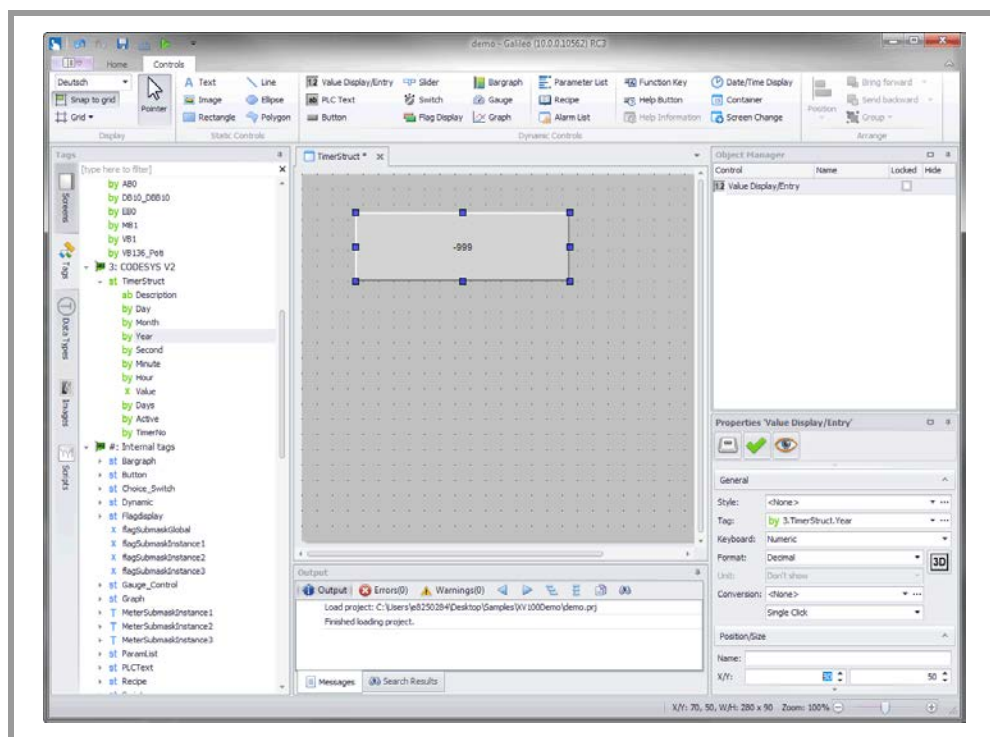 demo - Galileo (10.0.0.10562) RC3
Home Controls
Deutsch
Snap to grid
Grid
Pointer
Display
A Text
Line
Image
Ellipse
Rectangle
Polygon
Static Controls
12 Value Display/Entry
Slider
Bargraph
Parameter List
Function Key
Date/Time Display
ab PLC Text
Switch
Gauge
Recipe
Help Button
Container
Button
Flag Display
Graph
Alarm List
Help Information
Screen Change
Dynamic Controls
Position
Bring forward
Send backward
Group
Arrange
Tags
[type here to filter]
Screens
Tags
Data Types
Images
Scripts
by AB0
by DB10_DBB10
by EB0
by MB1
by VB1
by VB136_Poti
3: CODESYS V2
st TimerStruct
ab Description
by Day
by Month
by Year
by Second
by Minute
by Hour
X Value
by Days
by Active
by TimerNo
#: Internal tags
st Bargraph
st Button
st Choice_Switch
st Dynamic
st Flagdisplay
X flagSubmaskGlobal
X flagSubmaskInstance1
X flagSubmaskInstance2
X flagSubmaskInstance3
st Gauge_Control
st Graph
T MeterSubmaskInstance1
T MeterSubmaskInstance2
T MeterSubmaskInstance3
st ParamList
st PLCText
st Recipe
TimerStruct *
-999
Output
Output Errors(0) Warnings(0)
Load project: C:\Users\e8250284\Desktop\Samples\XV100Demo\demo.prj
Finished loading project.
Messages Search Results
Object Manager
Control Name Locked Hide
12 Value Display/Entry
Properties 'Value Display/Entry'
General
Style: <None>
Tag: by 3.TimerStruct.Year
Keyboard: Numeric
Format: Decimal
3D
Unit: Don't show
Conversion: <None>
Single Click
Position/Size
Name:
X/Y: 50
X/Y: 70, 50, W/H: 280 x 90 Zoom: 100%